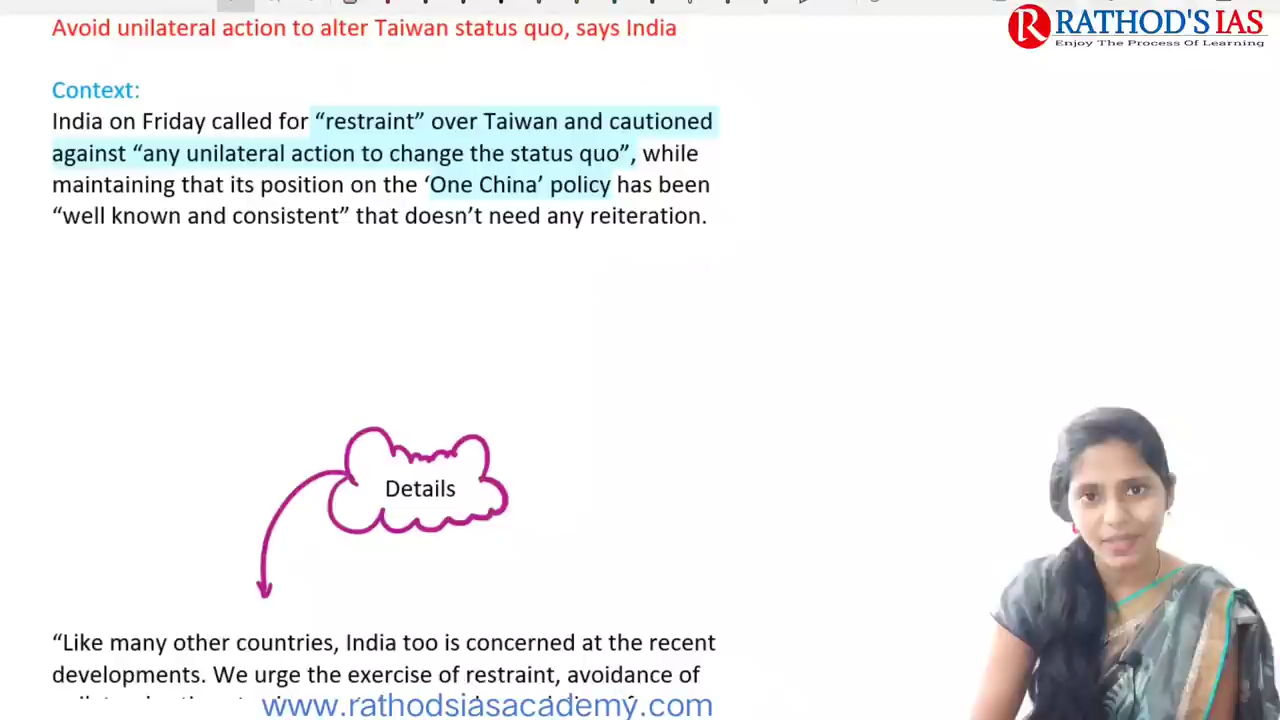 Avoid unilateral action to alter Taiwan status quo, says India
RATHOD'S IAS
Enjoy The Process Of Learning
Context:
India on Friday called for “restraint” over Taiwan and cautioned
against “any unilateral action to change the status quo”, while
maintaining that its position on the ‘One China’ policy has been
“well known and consistent” that doesn’t need any reiteration.
Details
“Like many other countries, India too is concerned at the recent
developments. We urge the exercise of restraint, avoidance of
www.rathodsiasacademy.com